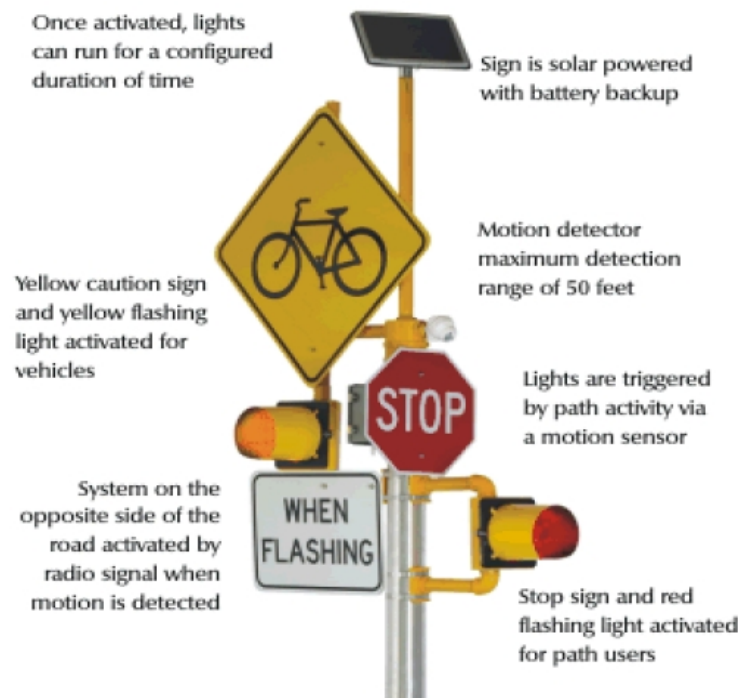 Once activated, lights
can run for a configured
duration of time
Sign is solar powered
with battery backup
Motion detector
maximum detection
range of 50 feet
Yellow caution sign
and yellow flashing
light activated for
vehicles
Lights are triggered
by path activity via
a motion sensor
STOP
System on the
opposite side of the
road activated by
radio signal when
motion is detected
WHEN
FLASHING
Stop sign and red
flashing light activated
for path users